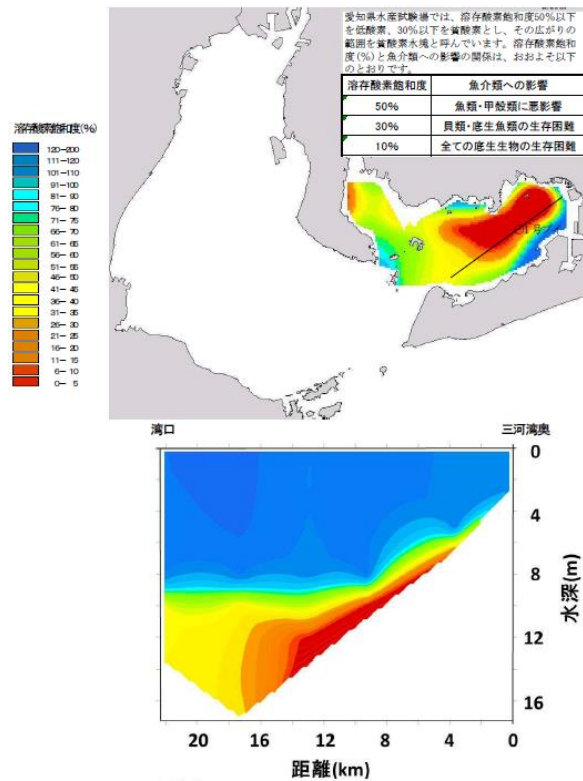 愛知県水産試験場では、溶存酸素飽和度50%以下
を低酸素、30%以下を貧酸素とし、その広がりの
範囲を貧酸素水塊と呼んでいます。溶存酸素飽和
度(%)と魚介類への影響の関係は、おおよそ以下
のとおりです。
溶存酸素飽和度 魚介類への影響
50% 魚類・甲殻類に悪影響
30% 貝類・底生魚類の生存困難
10% 全ての底生生物の生存困難
溶存酸素飽和度(%)
120-200
111-120
101-110
91-100
81- 90
76- 80
71- 75
66- 70
61- 65
56- 60
51- 55
46- 50
41- 45
36- 40
31- 35
26- 30
21- 25
16- 20
11- 15
6- 10
0- 5
湾口 三河湾奥
0
4
8
12
16
水深(m)
20 16 12 8 4 0
距離(km)